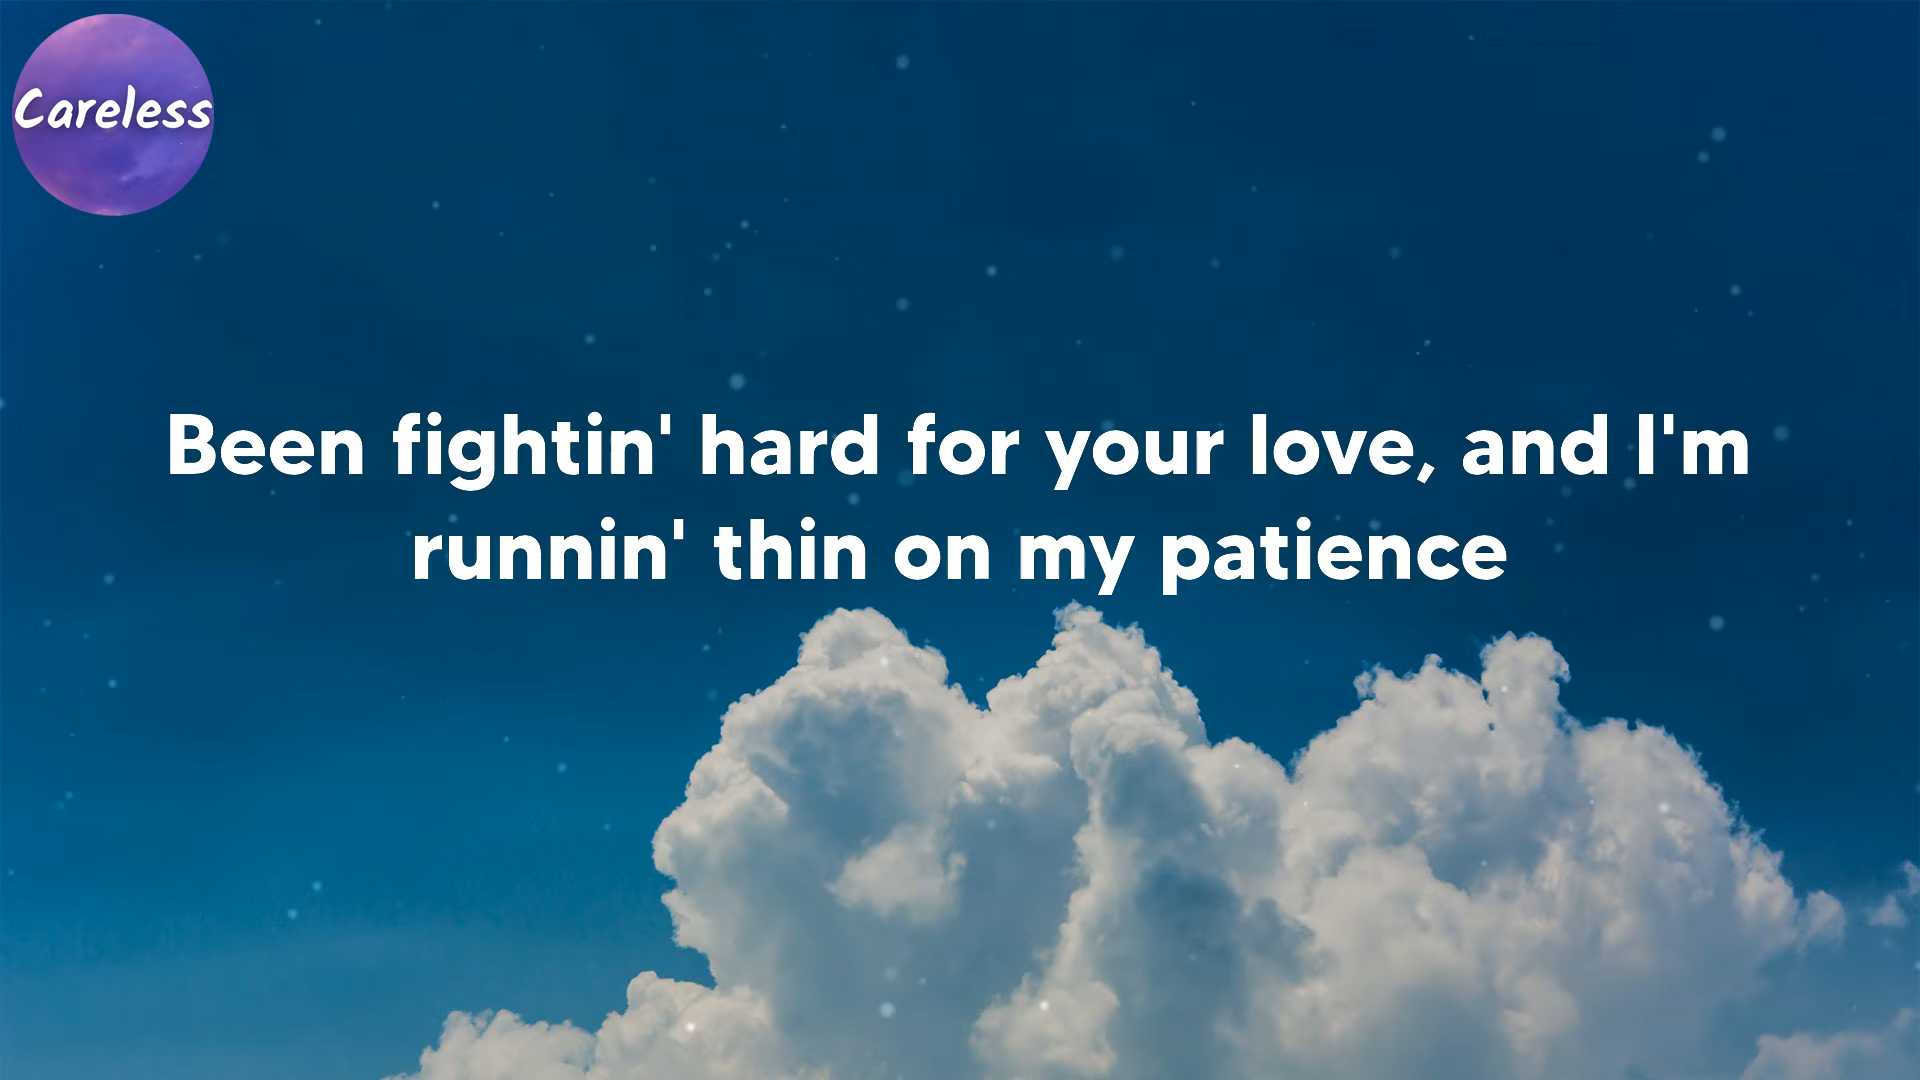 Careless
Been fightin' hard for your love, and I'm
runnin' thin on my patience